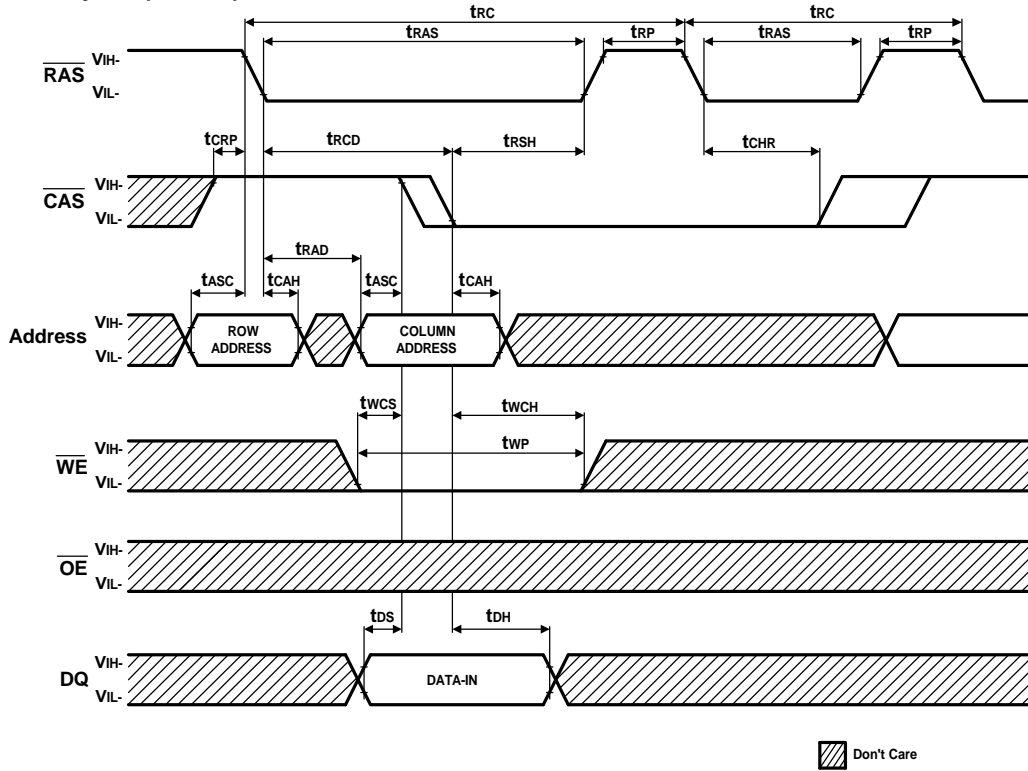 tRC tRC
tRAS tRP tRAS tRP
RAS VIH-
VIL-
tCRP tRCD tRSH tCHR
CAS VIH-
VIL-
tRAD
tASC tCAH tASC tCAH
Address VIH-
VIL-
ROW
ADDRESS
COLUMN
ADDRESS
tWCS tWCH
tWP
WE VIH-
VIL-
OE VIH-
VIL-
tDS tDH
DQ VIH-
VIL-
DATA-IN
Don't Care